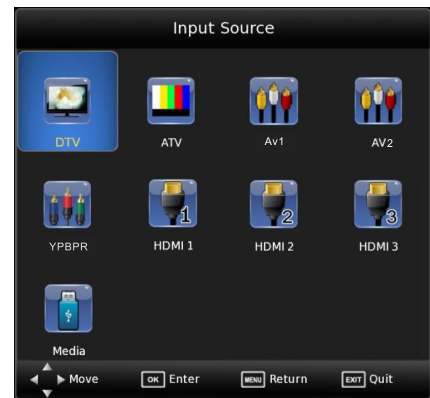 Input Source
DTV ATV Av1 AV2
1 2 3
YPBPR HDMI 1 HDMI 2 HDMI 3
Media
Move OK Enter MENU Return EXIT Quit